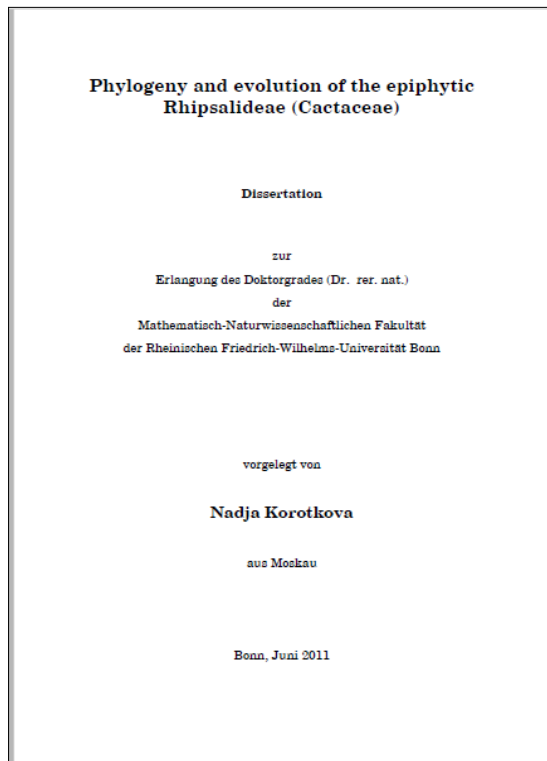 Phylogeny and evolution of the epiphytic
Rhipsalideae (Cactaceae)
Dissertation
zur
Erlangung des Doktorgrades (Dr. rer. nat.)
der
Mathematisch-Naturwissenschaftlichen Fakultät
der Rheinischen Friedrich-Wilhelms-Universität Bonn
vorgelegt von
Nadja Korotkova
aus Moskau
Bonn, Juni 2011